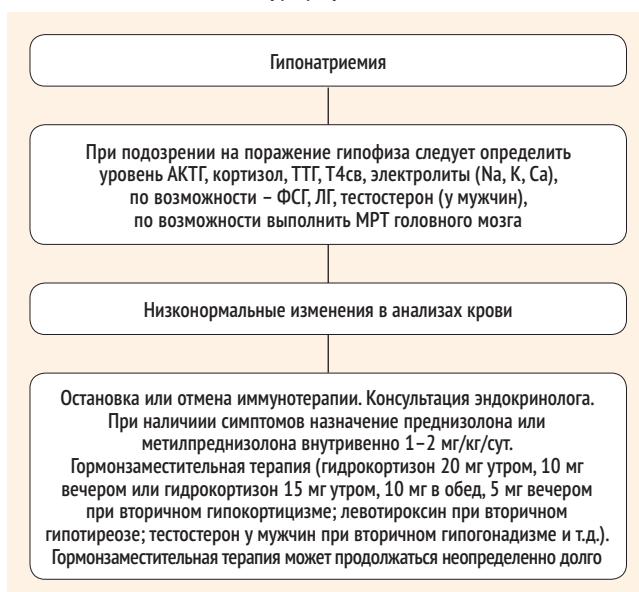 Гипонатриемия
При подозрении на поражение гипофиза следует определить
уровень АКТГ, кортизол, ТТГ, Т4св, электролиты (Na, K, Ca),
по возможности – ФСГ, ЛГ, тестостерон (у мужчин),
по возможности выполнить МРТ головного мозга
Низконормальные изменения в анализах крови
Остановка или отмена иммунотерапии. Консультация эндокринолога.
При наличиии симптомов назначение преднизолона или
метилпреднизолона внутривенно 1–2 мг/кг/сут.
Гормонзаместительная терапия (гидрокортизон 20 мг утром, 10 мг
вечером или гидрокортизон 15 мг утром, 10 мг в обед, 5 мг вечером
при вторичном гипокортицизме; левотироксин при вторичном
гипотиреозе; тестостерон у мужчин при вторичном гипогонадизме и т.д.).
Гормонзаместительная терапия может продолжаться неопределенно долго